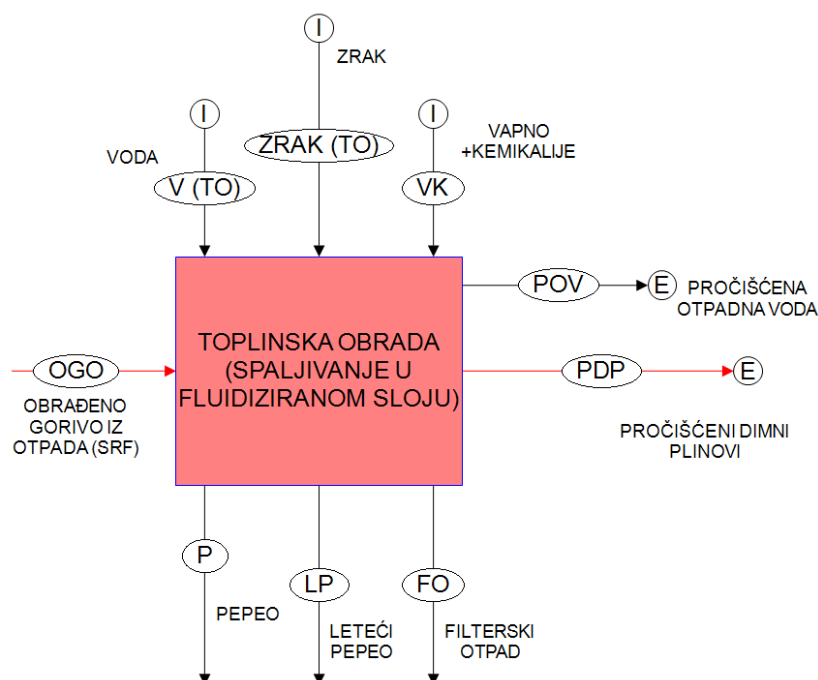 I
ZRAK
I
I
VODA
ZRAK (TO)
VAPNO
+KEMIKALIJE
V (TO)
VK
POV
E
PROČIŠĆENA
OTPADNA VODA
TOPLINSKA OBRADA
(SPALJIVANJE U
FLUIDIZIRANOM SLOJU)
OGO
PDP
E
OBRAĐENO
GORIVO IZ
OTPADA (SRF)
PROČIŠĆENI DIMNI
PLINOVI
P
LP
FO
PEPEO
LETEĆI
PEPEO
FILTERSKI
OTPAD